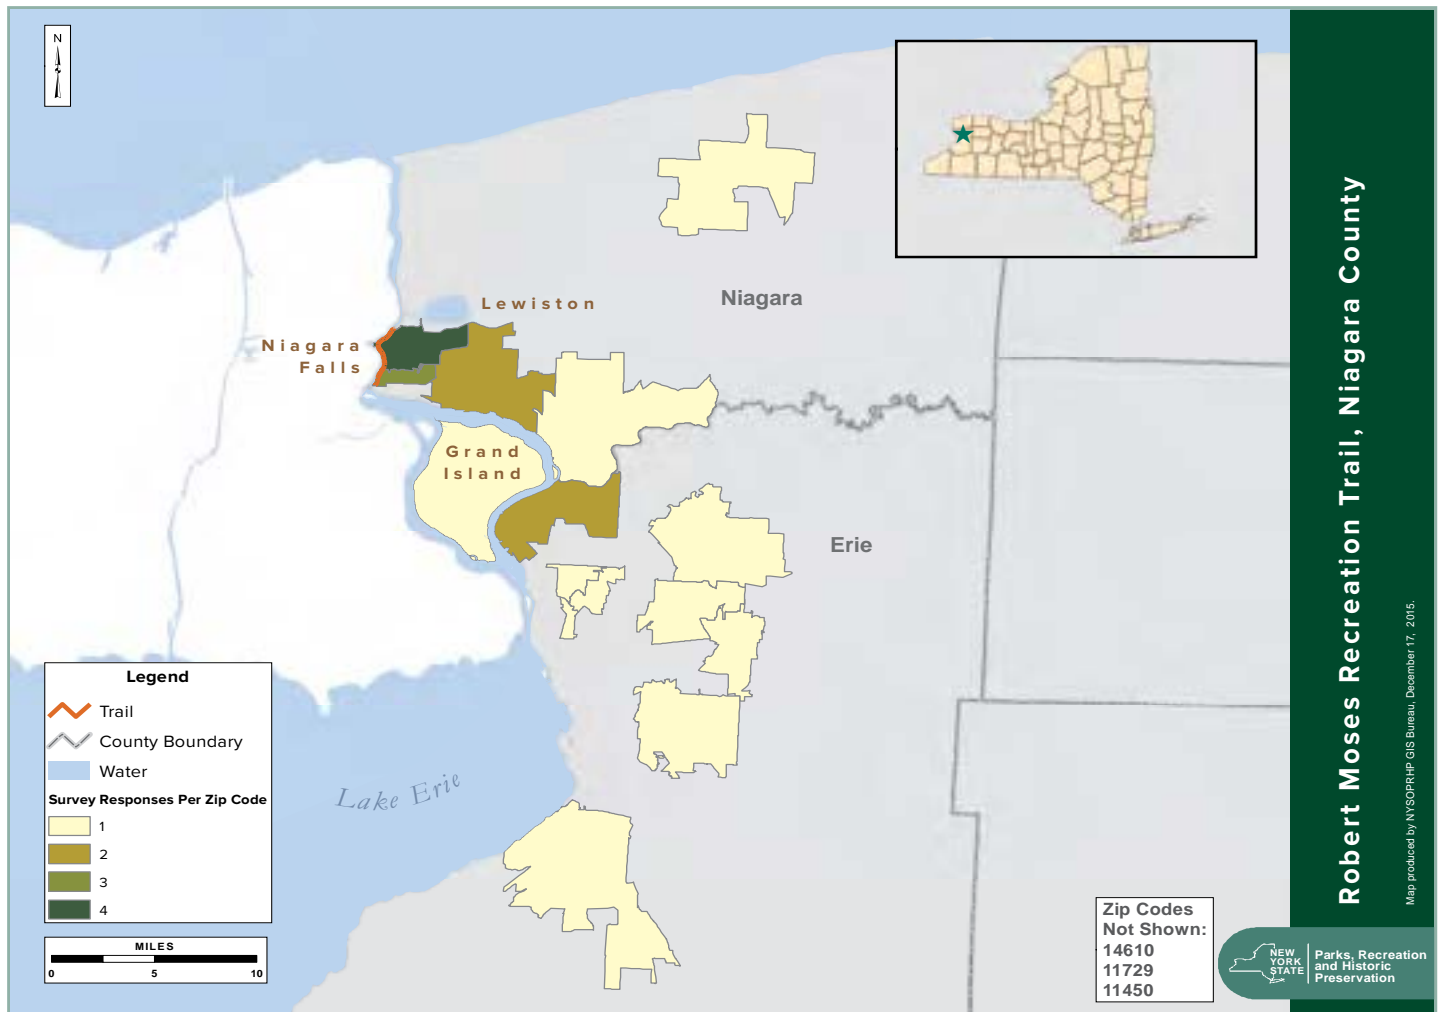 N
Lewiston
Niagara
Niagara
Falls
Grand
Island
Erie
Lake Erie
Legend
Trail
County Boundary
Water
Survey Responses Per Zip Code
1
2
3
4
MILES
0 5 10
Zip Codes
Not Shown:
14610
11729
11450
Robert Moses Recreation Trail, Niagara County
Map produced by NYSOPRHP GIS Bureau, December 17, 2015.
NEW
YORK
STATE
Parks, Recreation
and Historic
Preservation